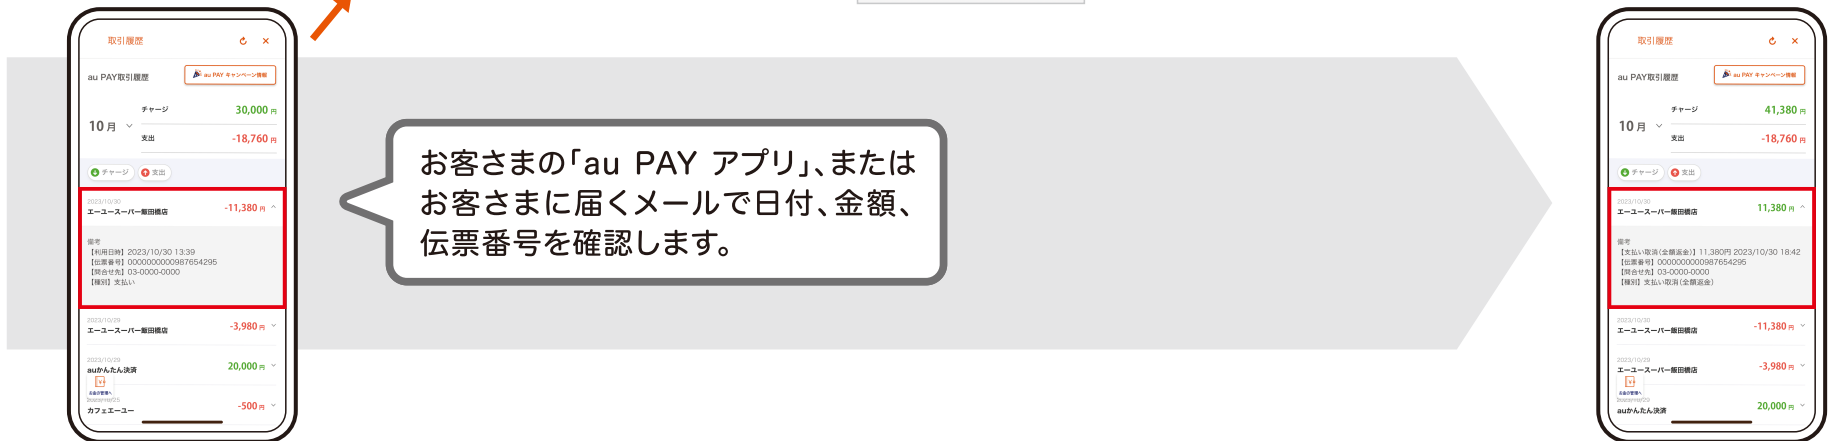 取引履歴
au PAY取引履歴
au PAY キャンペーン情報
10月
チャージ
30,000 円
支出
-18,760 円
チャージ
支出
2023/10/30
エーユースーパー飯田橋店
-11,380 円
備考
【利用日時】2023/10/30 13:39
【伝票番号】0000000000987654295
【問合せ先】03-0000-0000
【種別】支払い
2023/10/29
エーユースーパー飯田橋店
-3,980 円
2023/10/29
auかんたん決済
20,000 円
お金の管理へ
カフェエーユー
-500 円
お客さまの「au PAY アプリ」、または
お客さまに届くメールで日付、金額、
伝票番号を確認します。
取引履歴
au PAY取引履歴
au PAY キャンペーン情報
10月
チャージ
41,380 円
支出
-18,760 円
チャージ
支出
2023/10/30
エーユースーパー飯田橋店
11,380 円
備考
【支払い取消(全額返金)】11,380円 2023/10/30 18:42
【伝票番号】0000000000987654295
【問合せ先】03-0000-0000
【種別】支払い取消(全額返金)
2023/10/30
エーユースーパー飯田橋店
-11,380 円
2023/10/29
エーユースーパー飯田橋店
-3,980 円
お金の管理へ
auかんたん決済
20,000 円